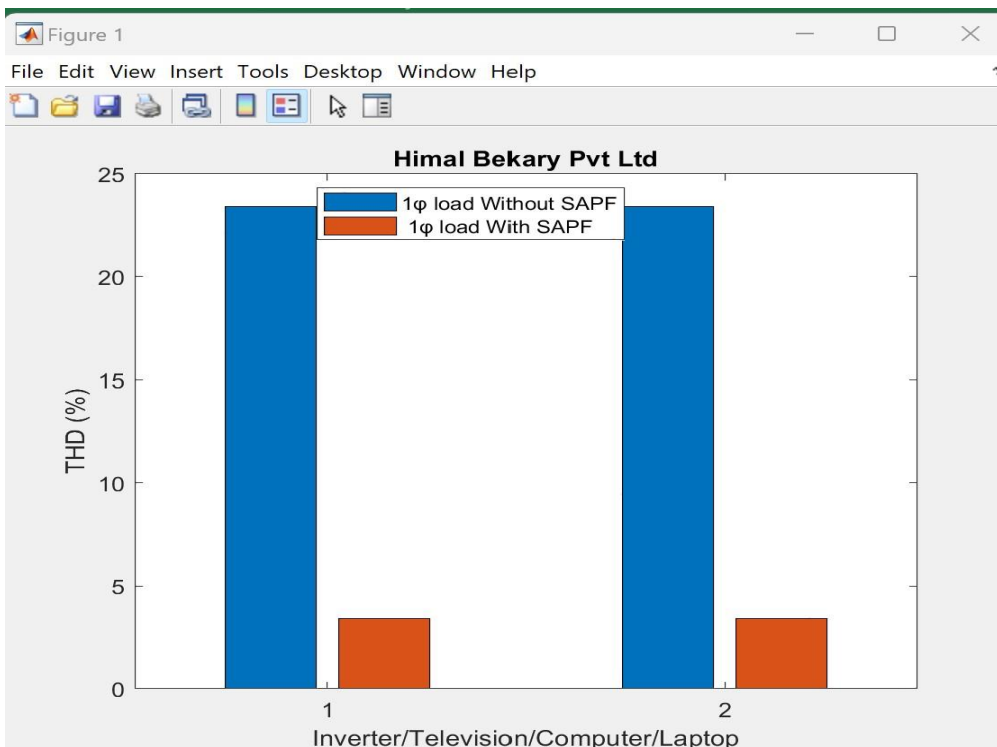 Figure 1
File Edit View Insert Tools Desktop Window Help
Himal Bekary Pvt Ltd
1φ load Without SAPF
1φ load With SAPF
25
20
15
10
5
0
THD (%)
1 2
Inverter/Television/Computer/Laptop